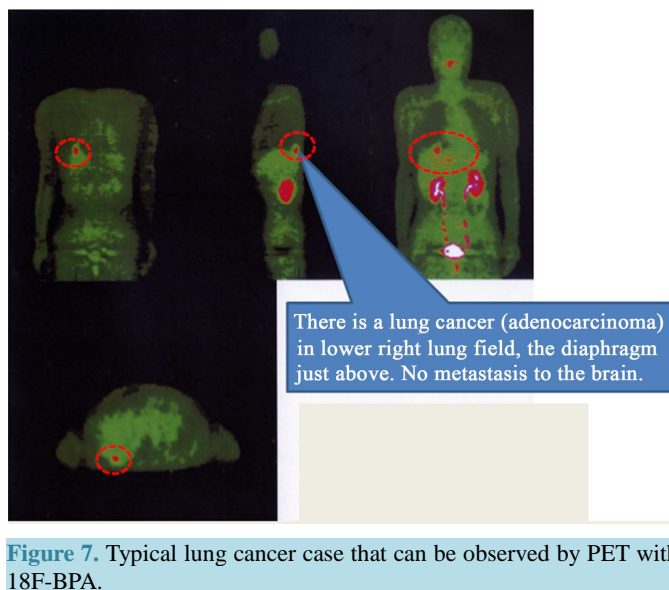 There is a lung cancer (adenocarcinoma)
in lower right lung field, the diaphragm
just above. No metastasis to the brain.
Figure 7. Typical lung cancer case that can be observed by PET with
18F-BPA.